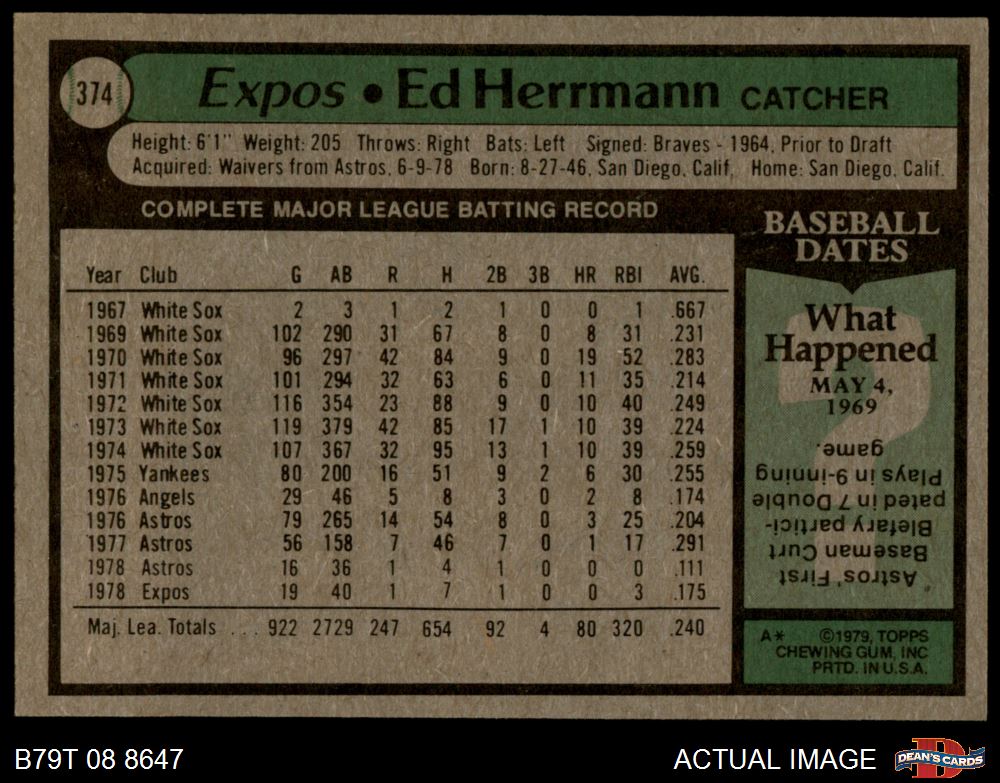 374
Expos • Ed Herrmann CATCHER
Height: 6'1" Weight: 205 Throws: Right Bats: Left Signed: Braves - 1964, Prior to Draft
Acquired: Waivers from Astros, 6-9-78 Born: 8-27-46, San Diego, Calif. Home: San Diego, Calif.
COMPLETE MAJOR LEAGUE BATTING RECORD
Year Club G AB R H 2B 3B HR RBI AVG.
1967 White Sox 2 3 1 2 1 0 0 1 .667
1969 White Sox 102 290 31 67 8 0 8 31 .231
1970 White Sox 96 297 42 84 9 0 19 52 .283
1971 White Sox 101 294 32 63 6 0 11 35 .214
1972 White Sox 116 354 23 88 9 0 10 40 .249
1973 White Sox 119 379 42 85 17 1 10 39 .224
1974 White Sox 107 367 32 95 13 1 10 39 .259
1975 Yankees 80 200 16 51 9 2 6 30 .255
1976 Angels 29 46 5 8 3 0 2 8 .174
1976 Astros 79 265 14 54 8 0 3 25 .204
1977 Astros 56 158 7 46 7 0 1 17 .291
1978 Astros 16 36 1 4 1 0 0 0 .111
1978 Expos 19 40 1 7 1 0 0 3 .175
Maj. Lea. Totals ... 922 2729 247 654 92 4 80 320 .240
BASEBALL
DATES
What
Happened
MAY 4,
1969
Astros' First
Baseman Curt
Blefary partici-
pated in 7 Double
Plays in 9-inning
game.
A* ©1979, TOPPS
CHEWING GUM, INC
PRTD. IN U.S.A.
B79T 08 8647
ACTUAL IMAGE
D
DEAN'S CARDS